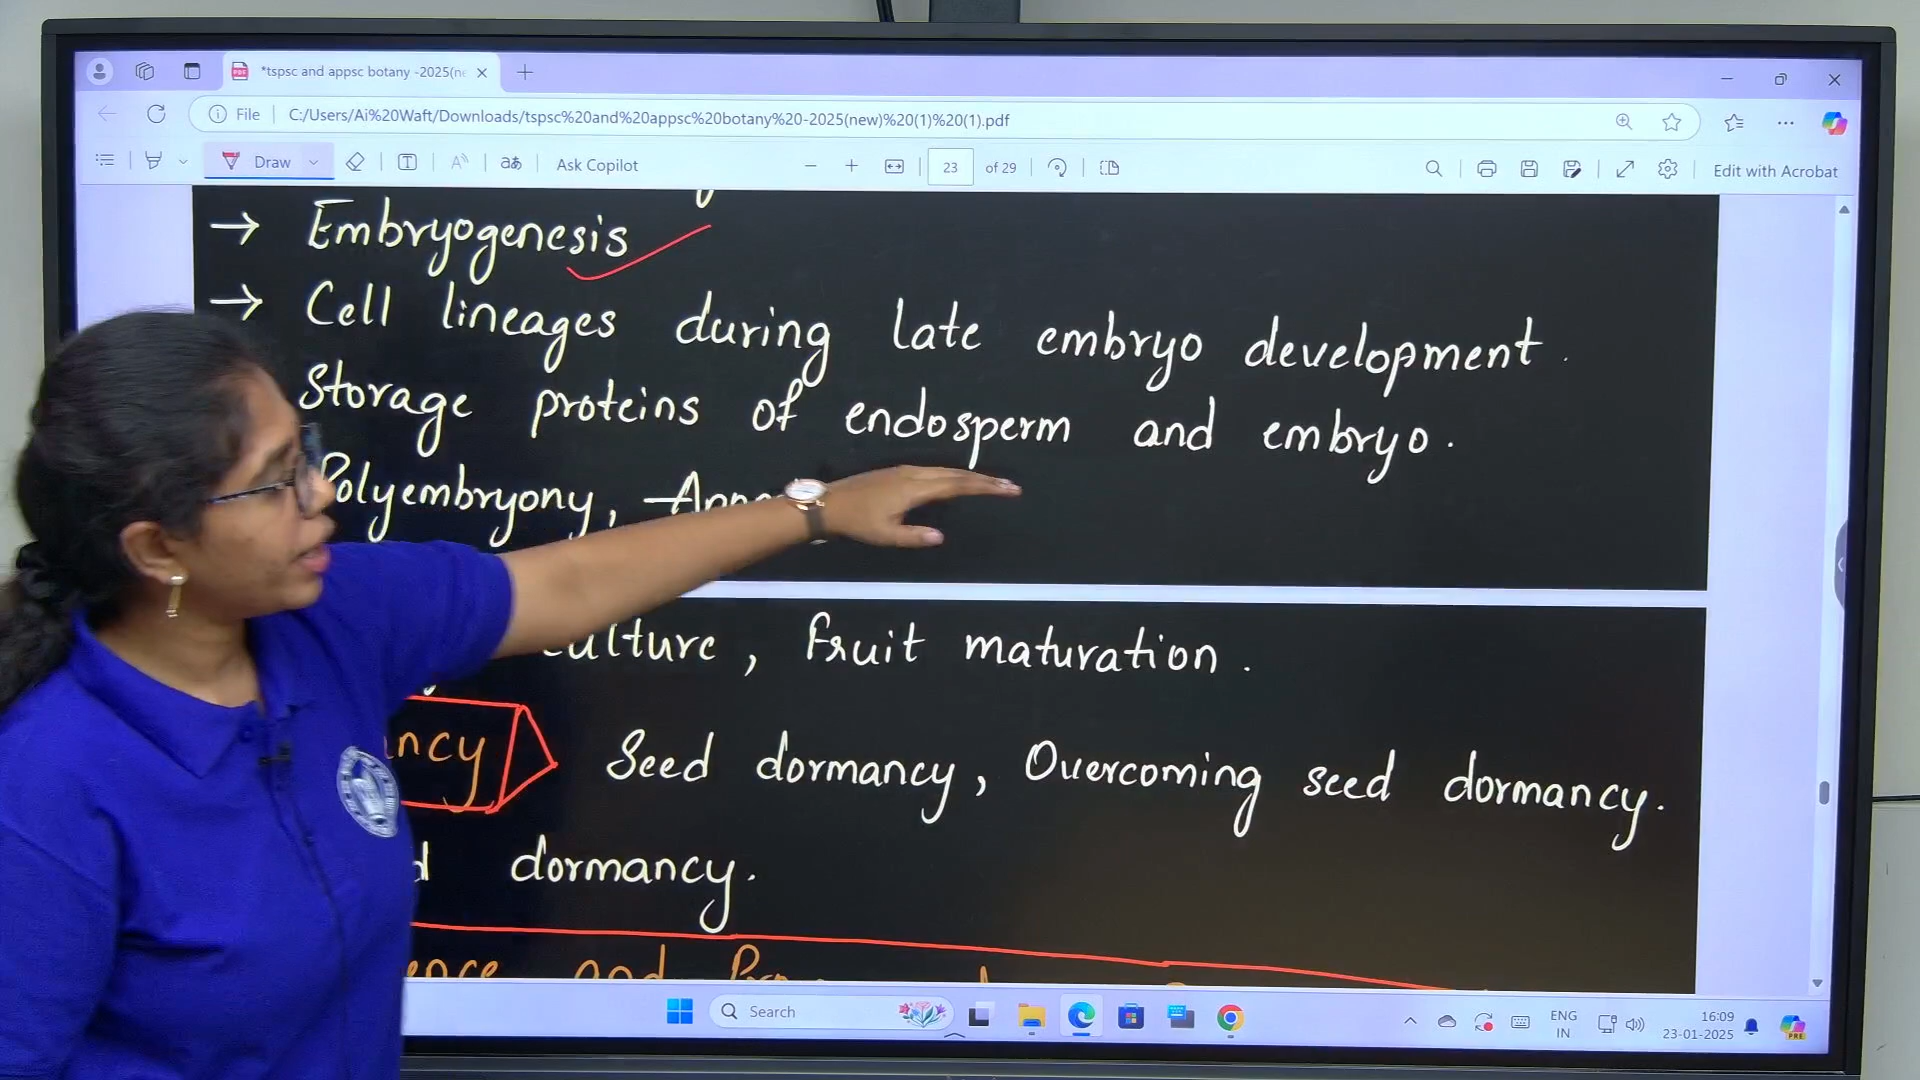 *tspsc and appsc botany -2025(ne
File C:/Users/Ai%20Waft/Downloads/tspsc%20and%20appsc%20botany%20-2025(new)%20(1)%20(1).pdf
Draw Ask Copilot 23 of 29 Edit with Acrobat
→ Embryogenesis
→ Cell lineages during late embryo development.
Storage proteins of endosperm and embryo.
Polyembryony,
culture, fruit maturation.
ncy Seed dormancy, Overcoming seed dormancy.
d dormancy.
ence and
Search ENG 16:09
IN 23-01-2025